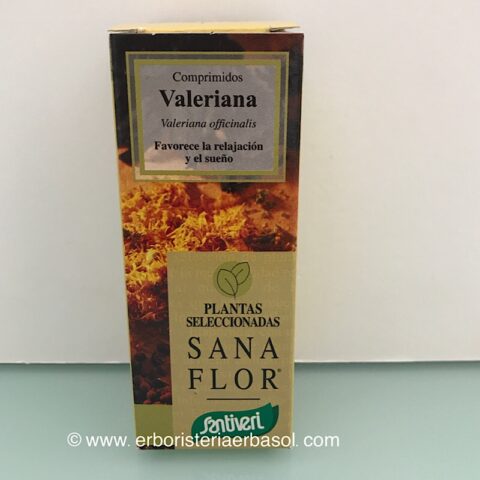 Comprimidos
Valeriana
Valeriana officinalis
Favorece la relajación
y el sueño
PLANTAS
SELECCIONADAS
SANA
FLOR®
Santiveri
© www. erboristeriaerbasol. com